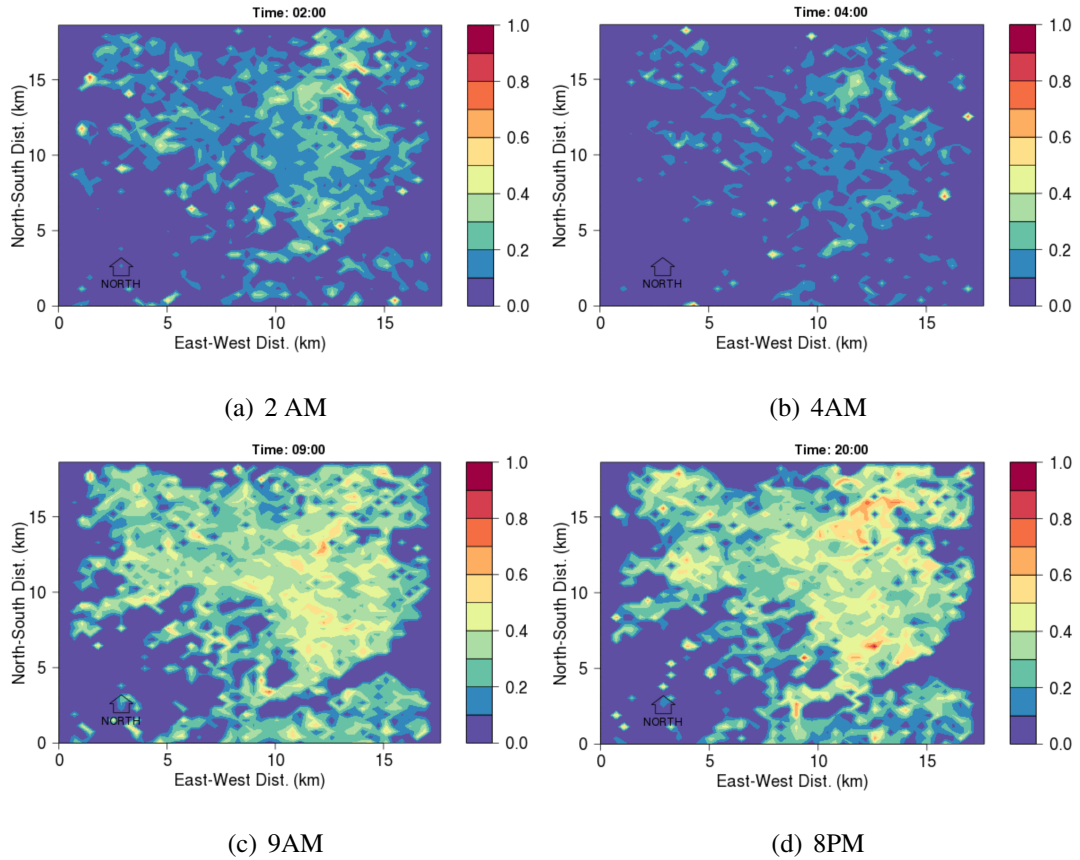 Time: 02:00
1.0
0.8
0.6
0.4
0.2
0.0
North-South Dist. (km)
15
10
5
0
NORTH
0 5 10 15
East-West Dist. (km)
(a) 2 AM
Time: 04:00
1.0
0.8
0.6
0.4
0.2
0.0
North-South Dist. (km)
15
10
5
0
NORTH
0 5 10 15
East-West Dist. (km)
(b) 4AM
Time: 09:00
1.0
0.8
0.6
0.4
0.2
0.0
North-South Dist. (km)
15
10
5
0
NORTH
0 5 10 15
East-West Dist. (km)
(c) 9AM
Time: 20:00
1.0
0.8
0.6
0.4
0.2
0.0
North-South Dist. (km)
15
10
5
0
NORTH
0 5 10 15
East-West Dist. (km)
(d) 8PM